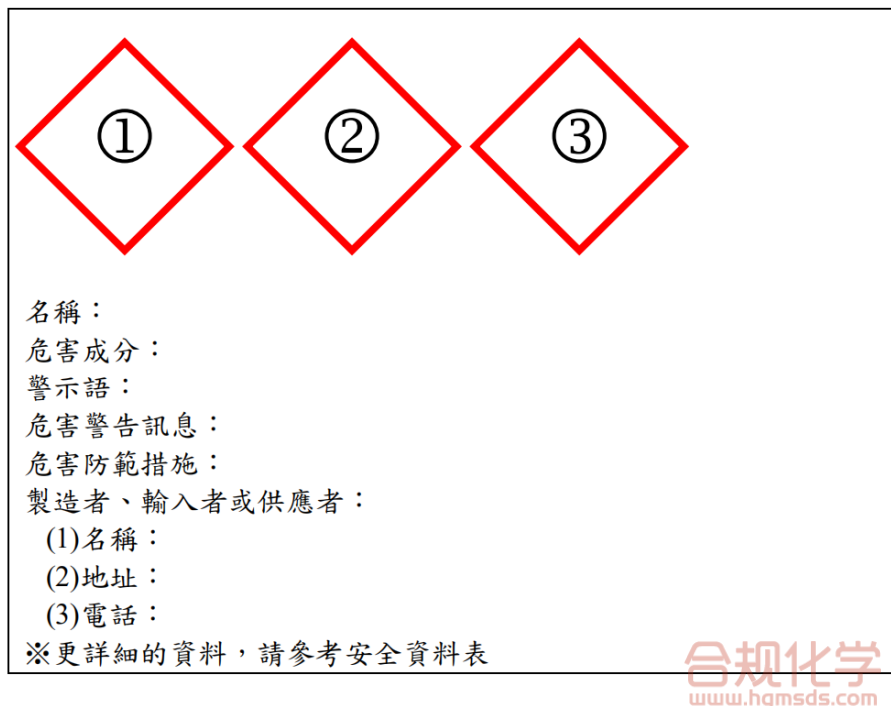 ① ② ③
名稱：
危害成分：
警示語：
危害警告訊息：
危害防範措施：
製造者、輸入者或供應者：
(1)名稱：
(2)地址：
(3)電話：
※更詳細的資料，請參考安全資料表
合规化学
www.hgmsds.com